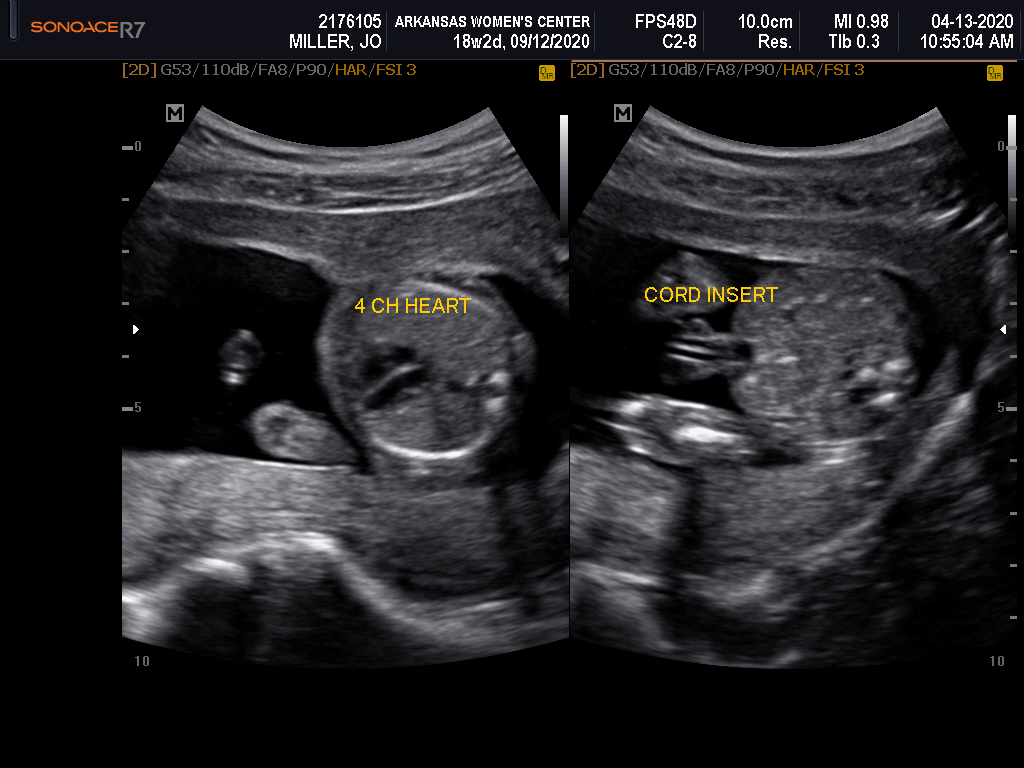 SONOACE R7
2176105
MILLER, JO
ARKANSAS WOMEN'S CENTER
18w2d, 09/12/2020
FPS48D
C2-8
10.0cm
Res.
MI 0.98
TIb 0.3
04-13-2020
10:55:04 AM
[2D] G53/110dB/FA8/P90/HAR/FSI 3
DMR
[2D] G53/110dB/FA8/P90/HAR/FSI 3
DMR
M
M
0
0
CORD INSERT
4 CH HEART
5
5
10
10